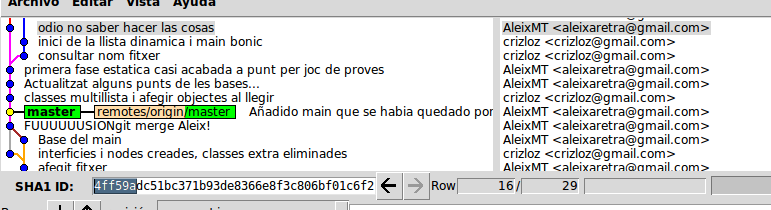 Archivo Editar Vista Ayuda
odio no saber hacer las cosas AleixMT <aleixaretra@gmail.com>
inici de la llista dinamica i main bonic crizloz <crizloz@gmail.com>
consultar nom fitxer crizloz <crizloz@gmail.com>
primera fase estatica casi acabada a punt per joc de proves AleixMT <aleixaretra@gmail.com>
Actualitzat alguns punts de les bases... AleixMT <aleixaretra@gmail.com>
classes multillista i afegir objectes al llegir crizloz <crizloz@gmail.com>
master remotes/origin/master Añadido main que se habia quedado por AleixMT <aleixaretra@gmail.com>
FUUUUUSIONgit merge Aleix! AleixMT <aleixaretra@gmail.com>
Base del main AleixMT <aleixaretra@gmail.com>
interficies i nodes creades, classes extra eliminades crizloz <crizloz@gmail.com>
afegit fitxer AleixMT <aleixaretra@gmail.com>
SHA1 ID: 4ff59adc51bc371b93de8366e8f3c806bf01c6f2 Row 16 / 29